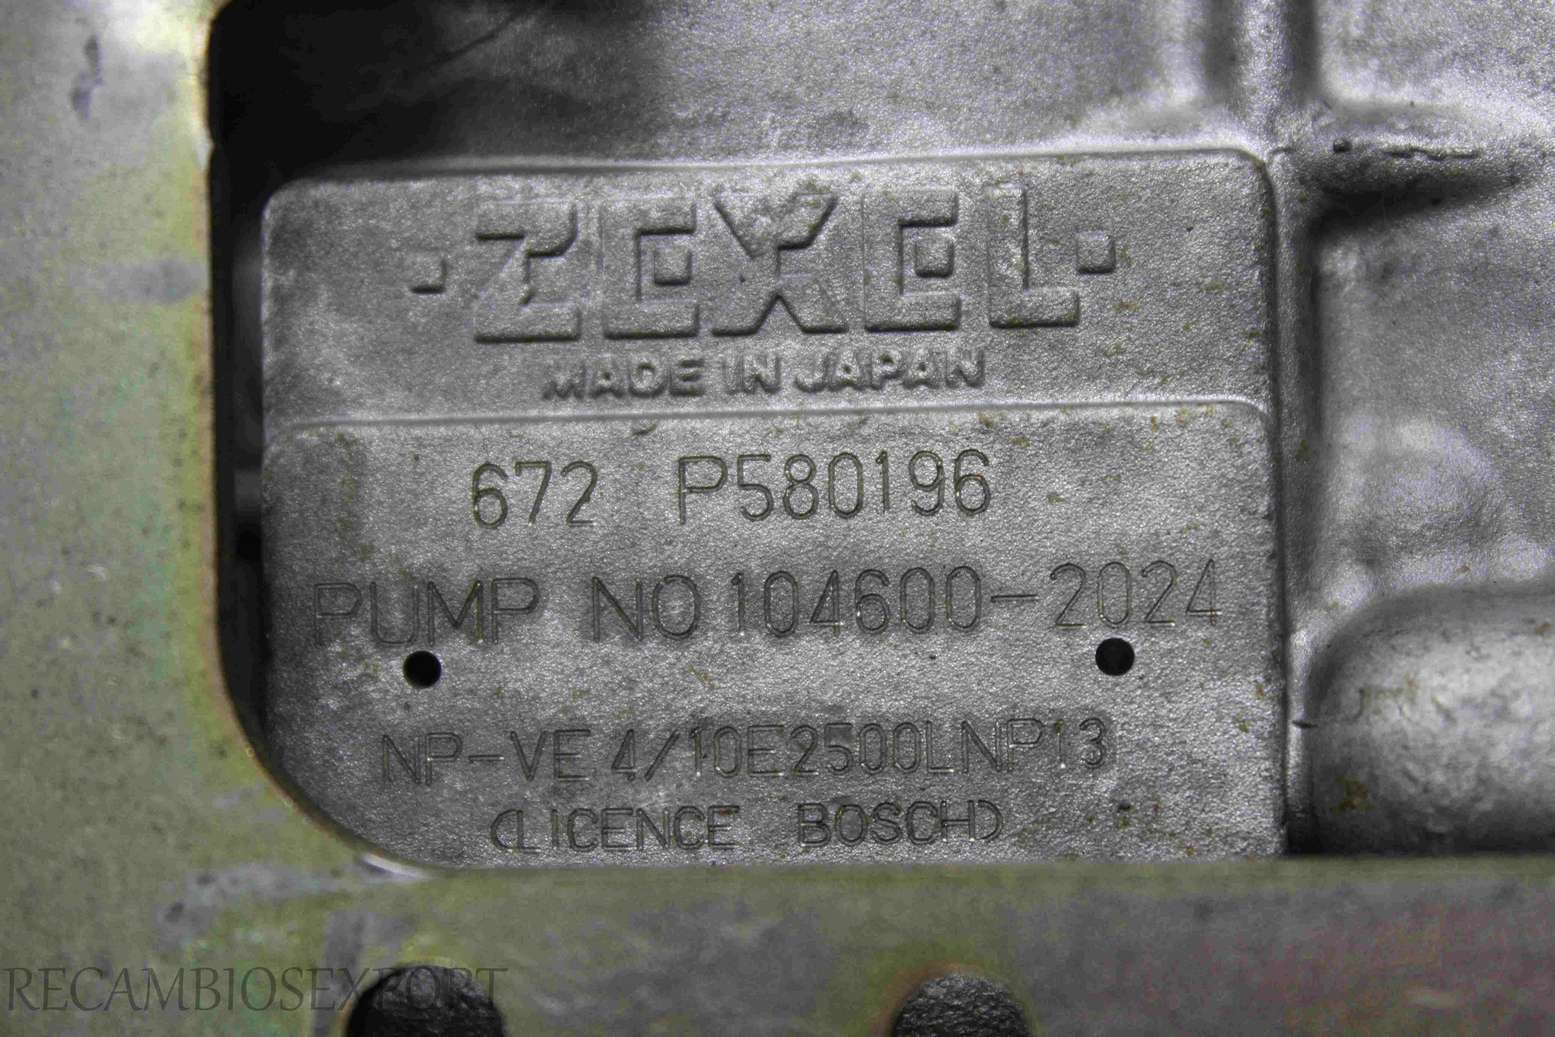 ·ZEXEL·
MADE IN JAPAN
672 P580196
PUMP NO 104600-2024
NP-VE 4/10E2500LNP13
(LICENCE BOSCH)
RECAMBIOSEXPORT